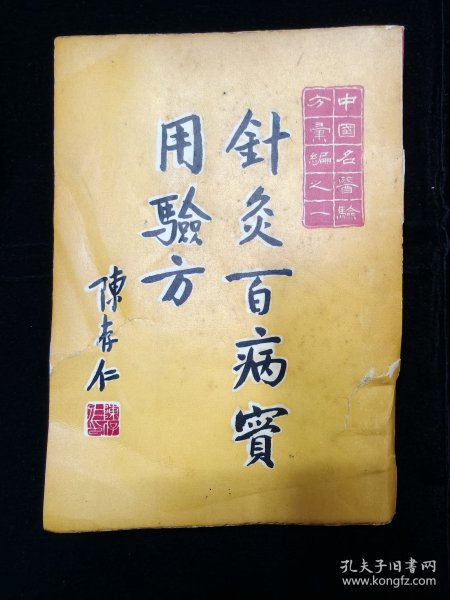 中國名醫驗
方彙編之一
針灸百病實
用驗方
陳存仁
孔夫子旧书网
www.kongfz.com